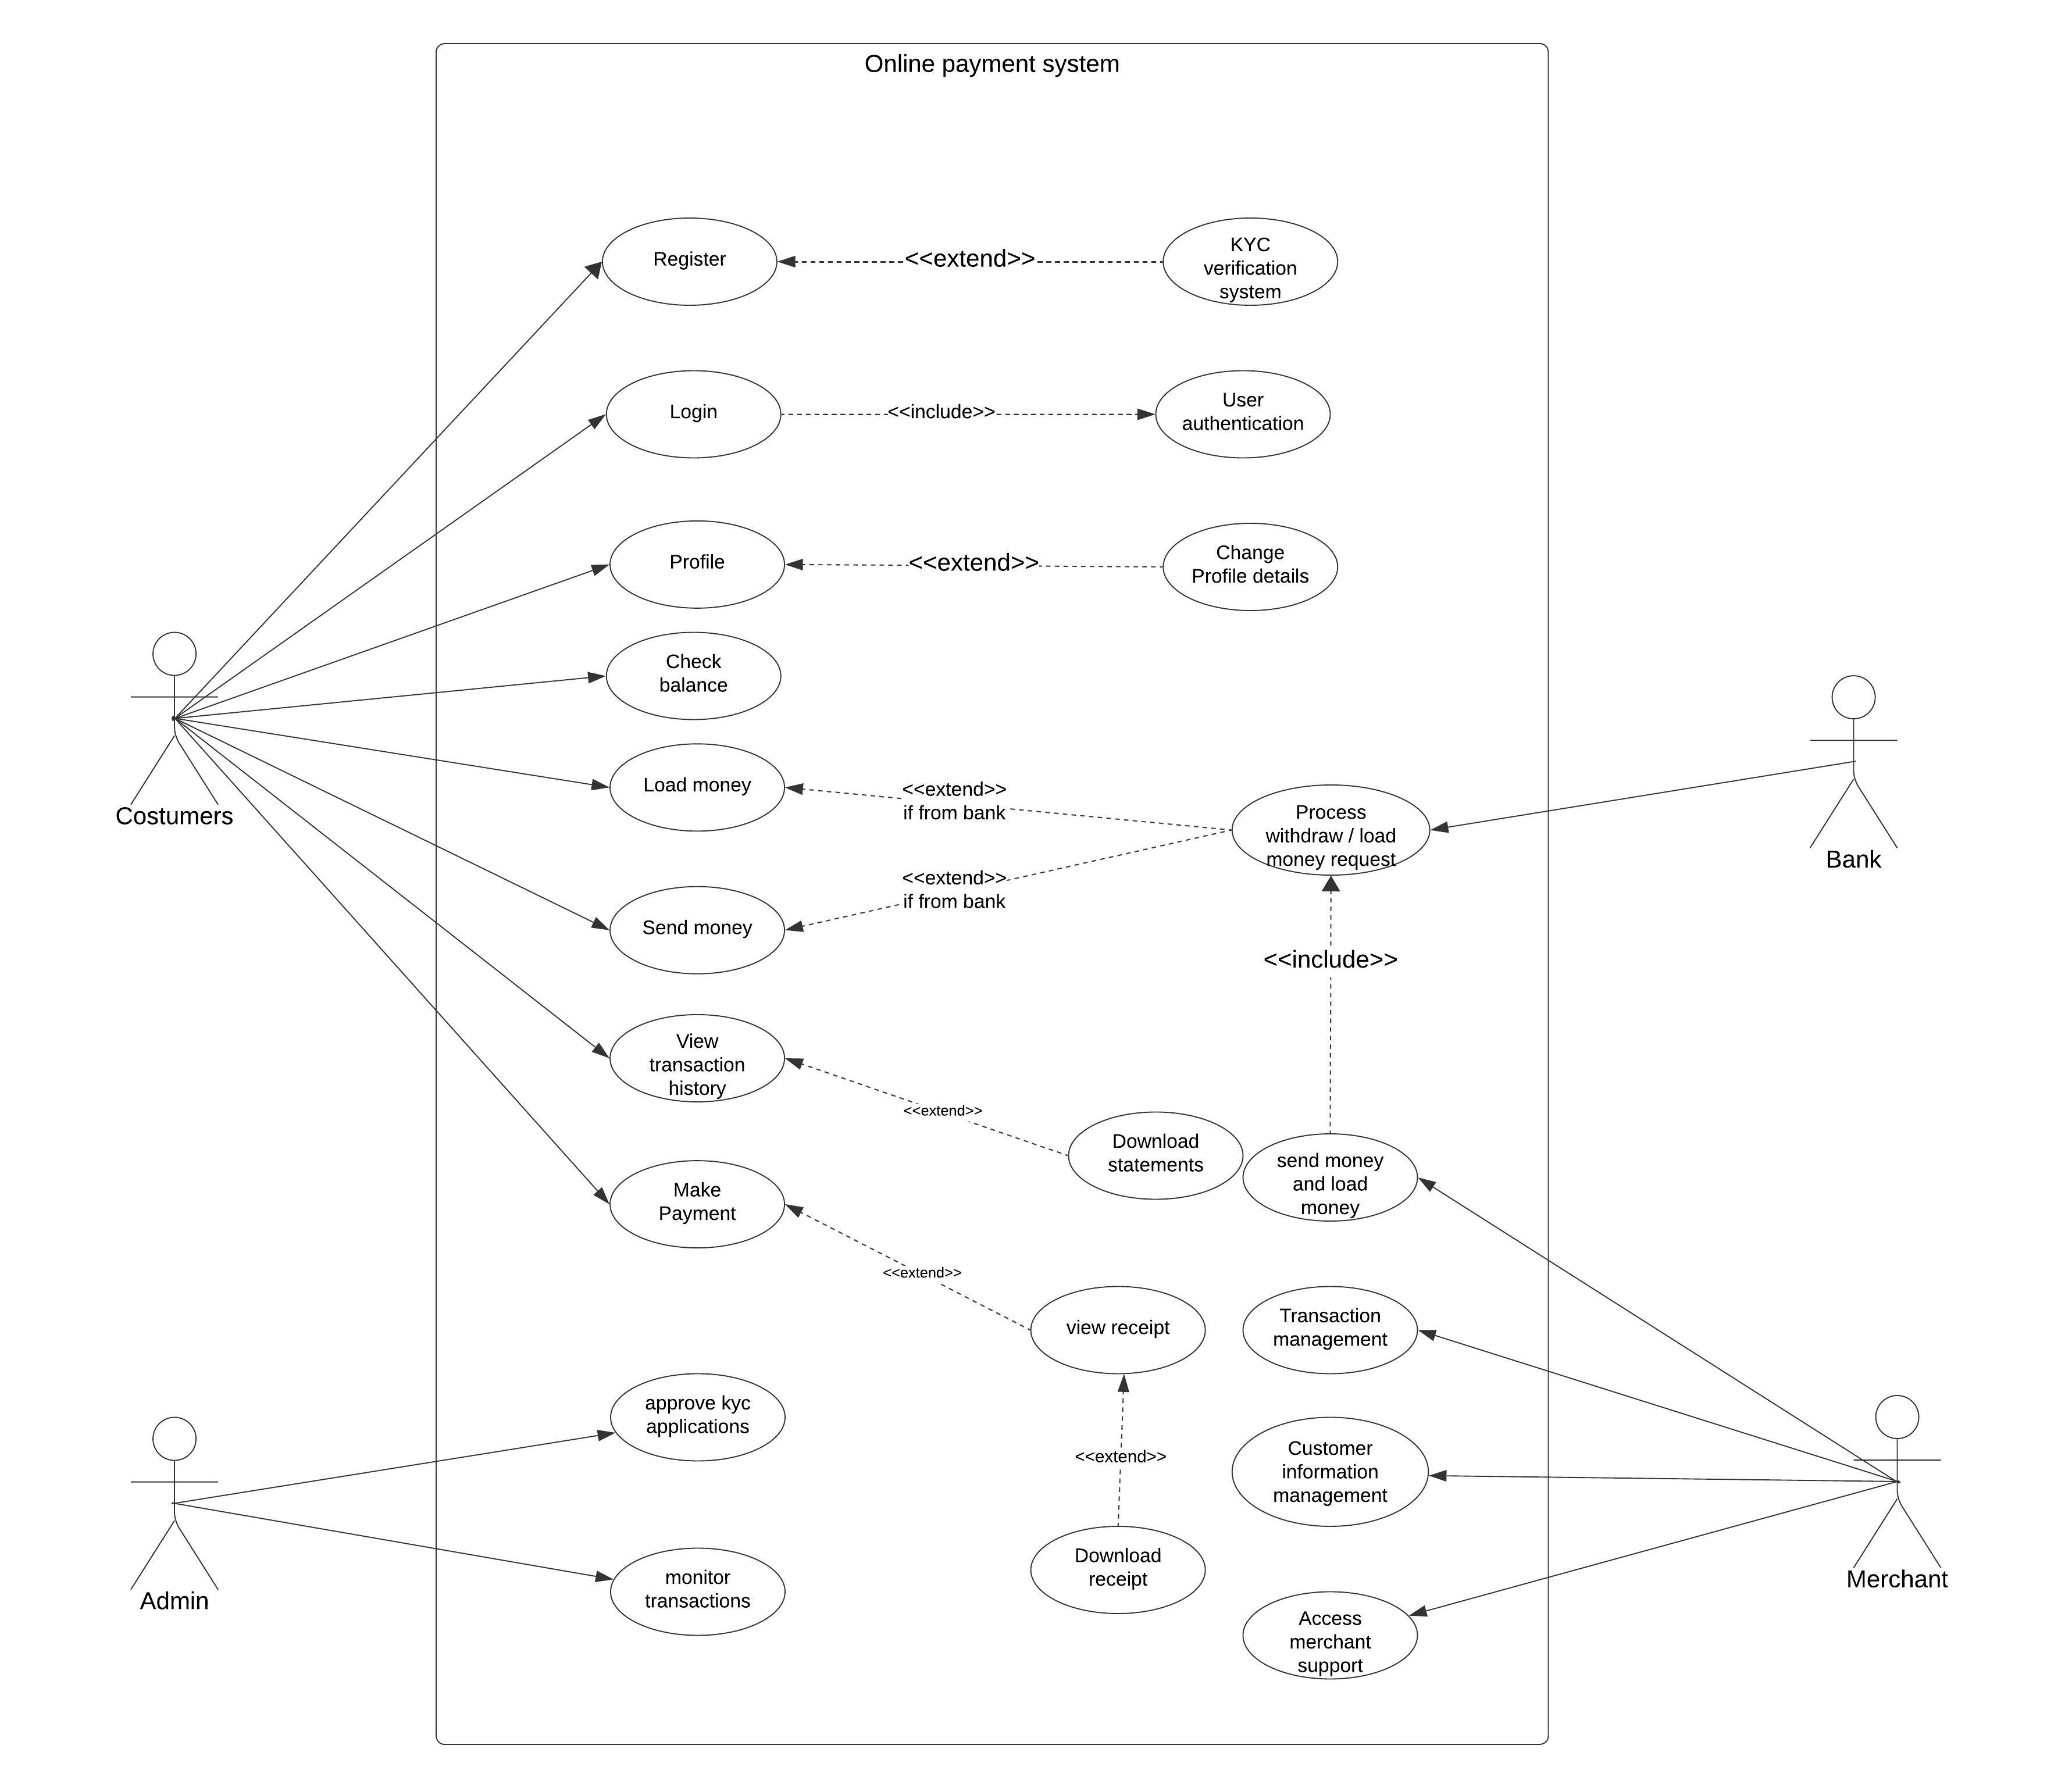 Online payment system
Register
<<extend>>
KYC
verification
system
Login
<<include>>
User
authentication
Profile
<<extend>>
Change
Profile details
Check
balance
Costumers
Load money
<<extend>>
if from bank
Process
withdraw / load
money request
Bank
Send money
<<extend>>
if from bank
<<include>>
View
transaction
history
<<extend>>
Download
statements
send money
and load
money
Make
Payment
<<extend>>
view receipt
Transaction
management
approve kyc
applications
<<extend>>
Customer
information
management
Admin
monitor
transactions
Download
receipt
Merchant
Access
merchant
support